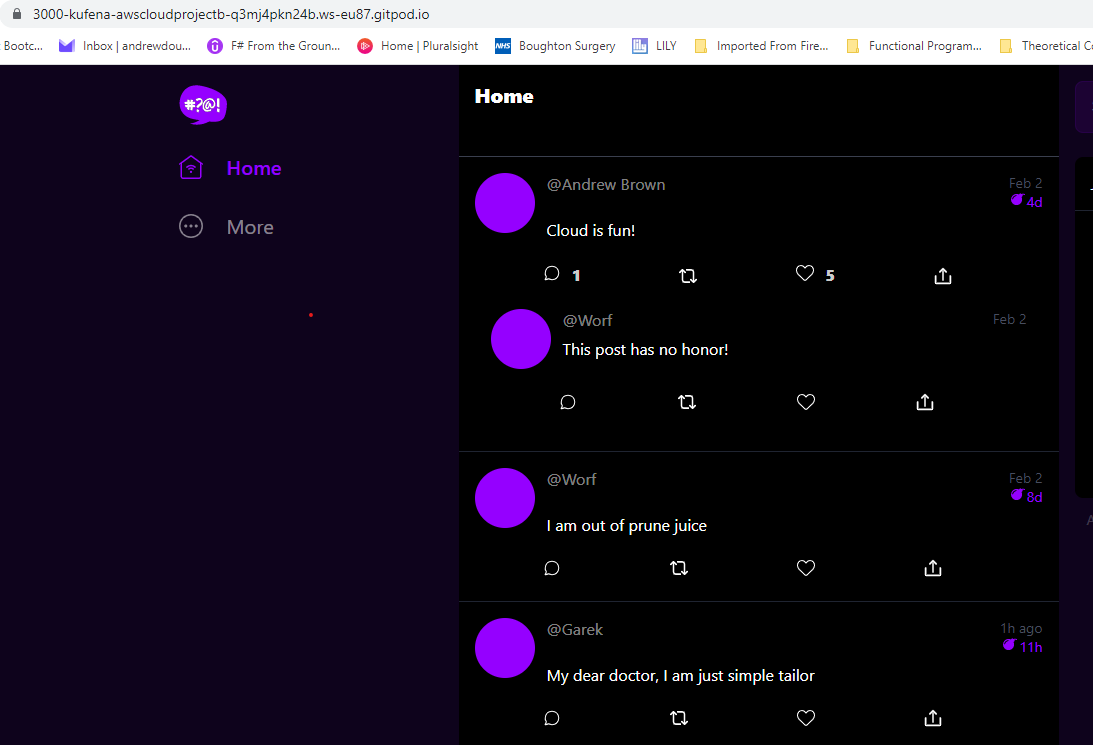 3000-kufena-awscloudprojectb-q3mj4pkn24b.ws-eu87.gitpod.io
Bootc... Inbox | andrewdou... F# From the Groun... Home | Pluralsight NHS Boughton Surgery LILY Imported From Fire... Functional Program... Theoretical Co
#?@!
Home
More
Home
@Andrew Brown Feb 2
4d
Cloud is fun!
1 5
@Worf Feb 2
This post has no honor!
@Worf Feb 2
8d
I am out of prune juice
@Garek 1h ago
11h
My dear doctor, I am just simple tailor